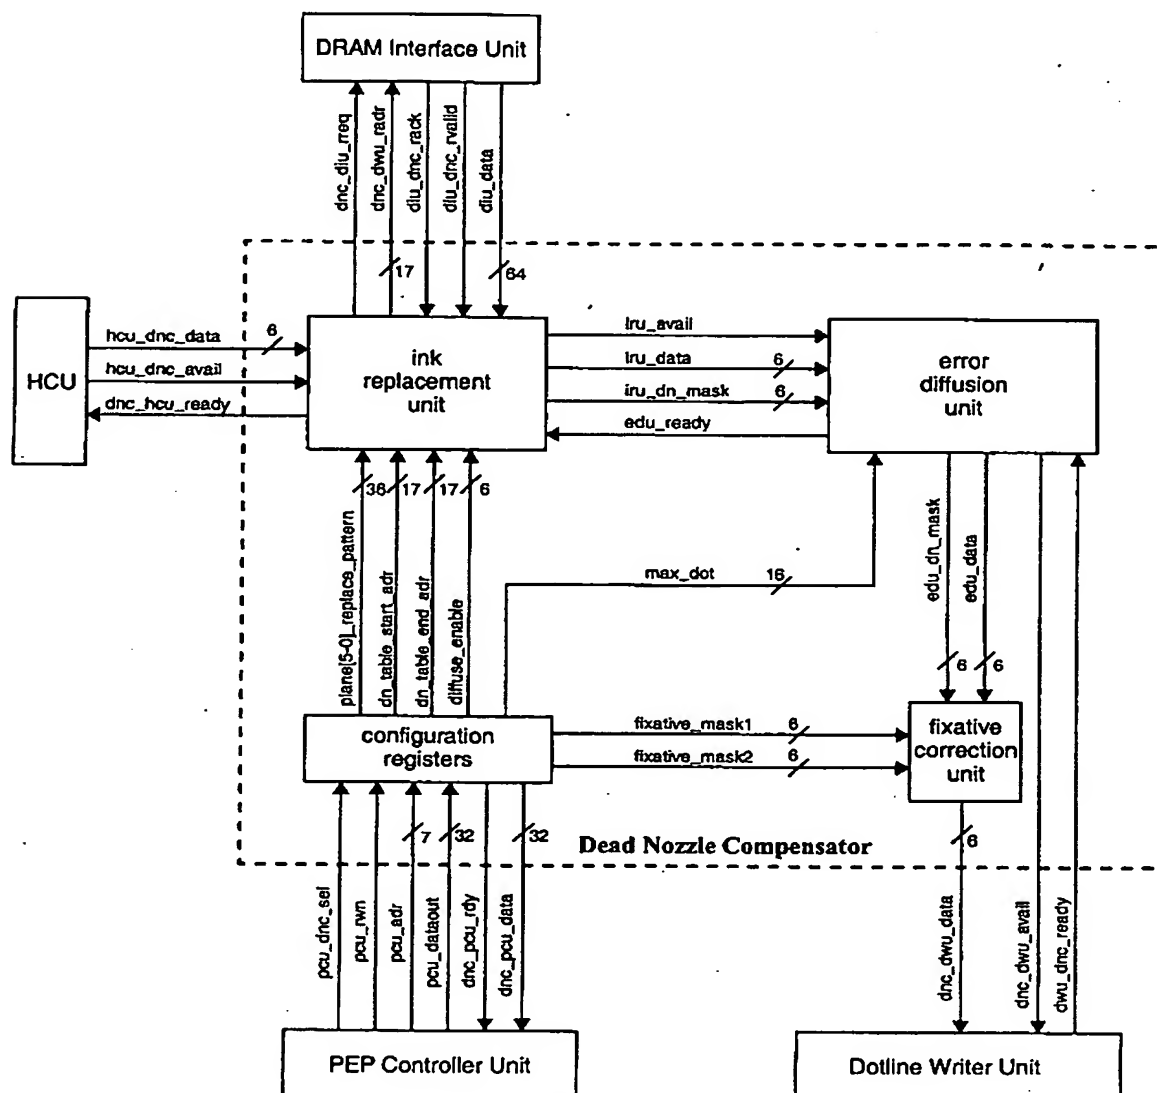 DRAM Interface Unit
dnc_diu_rreq
dnc_dwu_radr
diu_dnc_rack
diu_dnc_rvalid
diu_data
17
64
HCU
hcu_dnc_data
6
hcu_dnc_avail
dnc_hcu_ready
ink
replacement
unit
iru_avail
iru_data
6
iru_dn_mask
6
edu_ready
error
diffusion
unit
36
17
17
6
plane[5-0]_replace_pattern
dn_table_start_adr
dn_table_end_adr
diffuse_enable
max_dot
16
edu_dn_mask
edu_data
6
6
configuration
registers
fixative_mask1
6
fixative_mask2
6
fixative
correction
unit
7
32
32
Dead Nozzle Compensator
6
pcu_dnc_sel
pcu_rwn
pcu_adr
pcu_dataout
dnc_pcu_rdy
dnc_pcu_data
dnc_dwu_data
dnc_dwu_avail
dwu_dnc_ready
PEP Controller Unit
Dotline Writer Unit